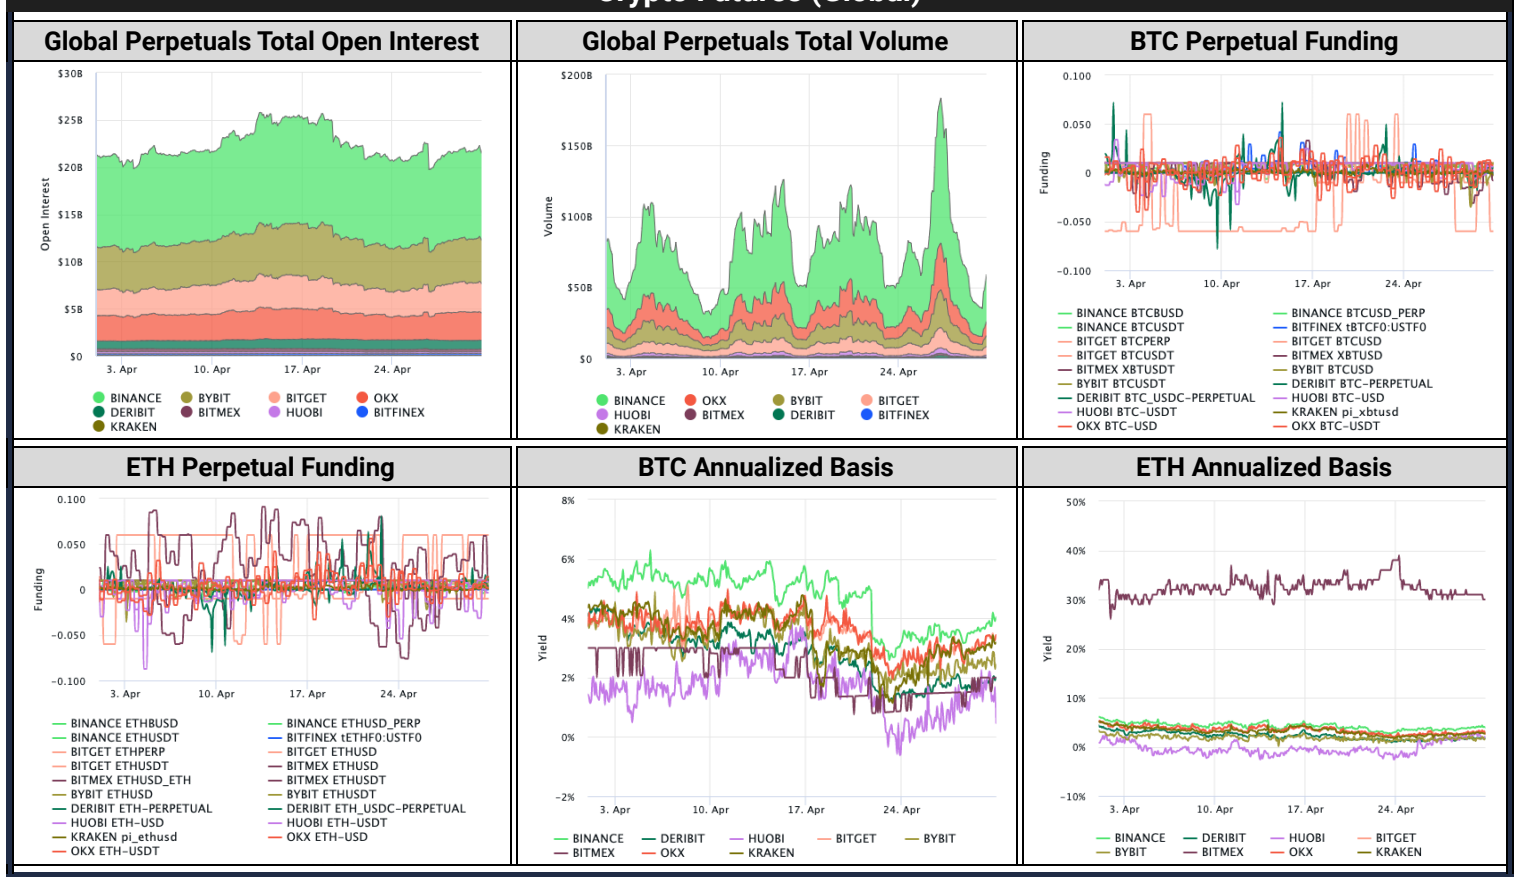 Crypto Futures (Global)
Global Perpetuals Total Open Interest
$30B
$25B
$20B
$15B
$10B
$5B
$0
Open Interest
3. Apr 10. Apr 17. Apr 24. Apr
BINANCE BYBIT BITGET OKX
DERIBIT BITMEX HUOBI BITFINEX
KRAKEN
Global Perpetuals Total Volume
$200B
$150B
$100B
$50B
$0
Volume
3. Apr 10. Apr 17. Apr 24. Apr
BINANCE OKX BYBIT BITGET
HUOBI BITMEX DERIBIT BITFINEX
KRAKEN
BTC Perpetual Funding
0.100
0.050
0
-0.050
-0.100
Funding
3. Apr 10. Apr 17. Apr 24. Apr
BINANCE BTCBUSD BINANCE BTCUSD_PERP
BINANCE BTCUSDT BITFINEX tBTCF0:USTF0
BITGET BTCPERP BITGET BTCUSD
BITGET BTCUSDT BITMEX XBTUSD
BITMEX XBTUSDT BYBIT BTCUSD
BYBIT BTCUSDT DERIBIT BTC-PERPETUAL
DERIBIT BTC_USDC-PERPETUAL HUOBI BTC-USD
HUOBI BTC-USDT KRAKEN pi_xbtusd
OKX BTC-USD OKX BTC-USDT
ETH Perpetual Funding
0.100
0.050
0
-0.050
-0.100
Funding
3. Apr 10. Apr 17. Apr 24. Apr
BINANCE ETHBUSD BINANCE ETHUSD_PERP
BINANCE ETHUSDT BITFINEX tETHF0:USTF0
BITGET ETHPERP BITGET ETHUSD
BITGET ETHUSDT BITMEX ETHUSD
BITMEX ETHUSD_ETH BITMEX ETHUSDT
BYBIT ETHUSD BYBIT ETHUSDT
DERIBIT ETH-PERPETUAL DERIBIT ETH_USDC-PERPETUAL
HUOBI ETH-USD HUOBI ETH-USDT
KRAKEN pi_ethusd OKX ETH-USD
OKX ETH-USDT
BTC Annualized Basis
8%
6%
4%
2%
0%
-2%
Yield
3. Apr 10. Apr 17. Apr 24. Apr
BINANCE DERIBIT HUOBI BITGET BYBIT
BITMEX OKX KRAKEN
ETH Annualized Basis
50%
40%
30%
20%
10%
0%
-10%
Yield
3. Apr 10. Apr 17. Apr 24. Apr
BINANCE DERIBIT HUOBI BITGET
BYBIT BITMEX OKX KRAKEN